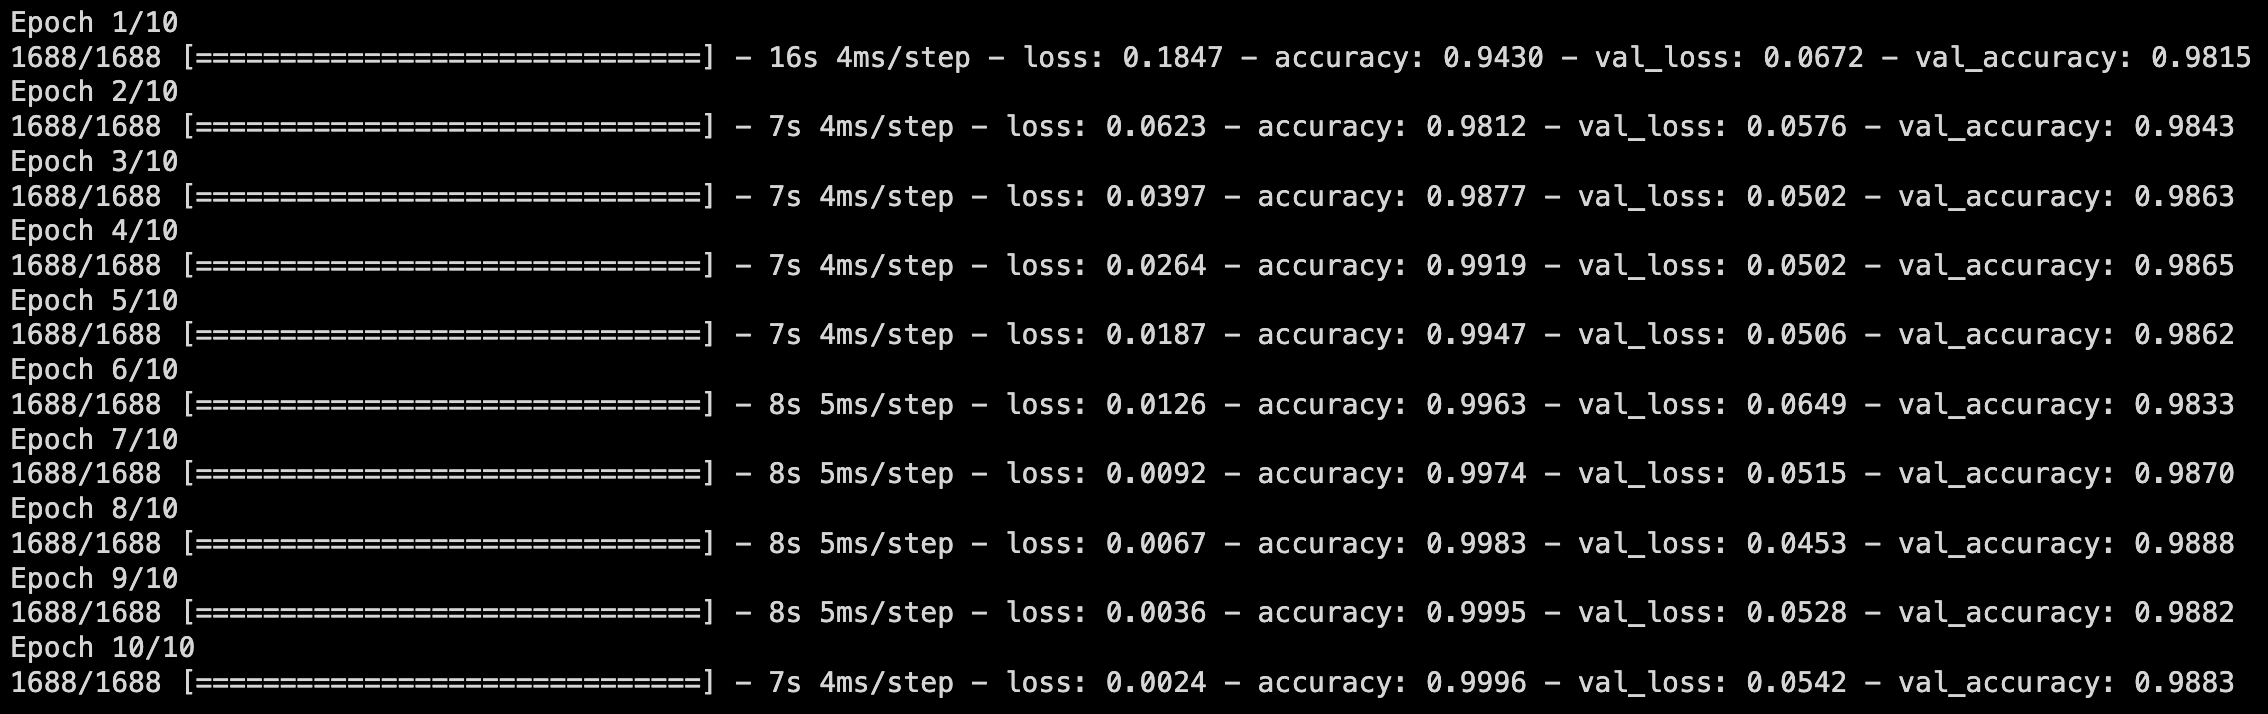 Epoch 1/10
1688/1688 [==============================] - 16s 4ms/step - loss: 0.1847 - accuracy: 0.9430 - val_loss: 0.0672 - val_accuracy: 0.9815
Epoch 2/10
1688/1688 [==============================] - 7s 4ms/step - loss: 0.0623 - accuracy: 0.9812 - val_loss: 0.0576 - val_accuracy: 0.9843
Epoch 3/10
1688/1688 [==============================] - 7s 4ms/step - loss: 0.0397 - accuracy: 0.9877 - val_loss: 0.0502 - val_accuracy: 0.9863
Epoch 4/10
1688/1688 [==============================] - 7s 4ms/step - loss: 0.0264 - accuracy: 0.9919 - val_loss: 0.0502 - val_accuracy: 0.9865
Epoch 5/10
1688/1688 [==============================] - 7s 4ms/step - loss: 0.0187 - accuracy: 0.9947 - val_loss: 0.0506 - val_accuracy: 0.9862
Epoch 6/10
1688/1688 [==============================] - 8s 5ms/step - loss: 0.0126 - accuracy: 0.9963 - val_loss: 0.0649 - val_accuracy: 0.9833
Epoch 7/10
1688/1688 [==============================] - 8s 5ms/step - loss: 0.0092 - accuracy: 0.9974 - val_loss: 0.0515 - val_accuracy: 0.9870
Epoch 8/10
1688/1688 [==============================] - 8s 5ms/step - loss: 0.0067 - accuracy: 0.9983 - val_loss: 0.0453 - val_accuracy: 0.9888
Epoch 9/10
1688/1688 [==============================] - 8s 5ms/step - loss: 0.0036 - accuracy: 0.9995 - val_loss: 0.0528 - val_accuracy: 0.9882
Epoch 10/10
1688/1688 [==============================] - 7s 4ms/step - loss: 0.0024 - accuracy: 0.9996 - val_loss: 0.0542 - val_accuracy: 0.9883